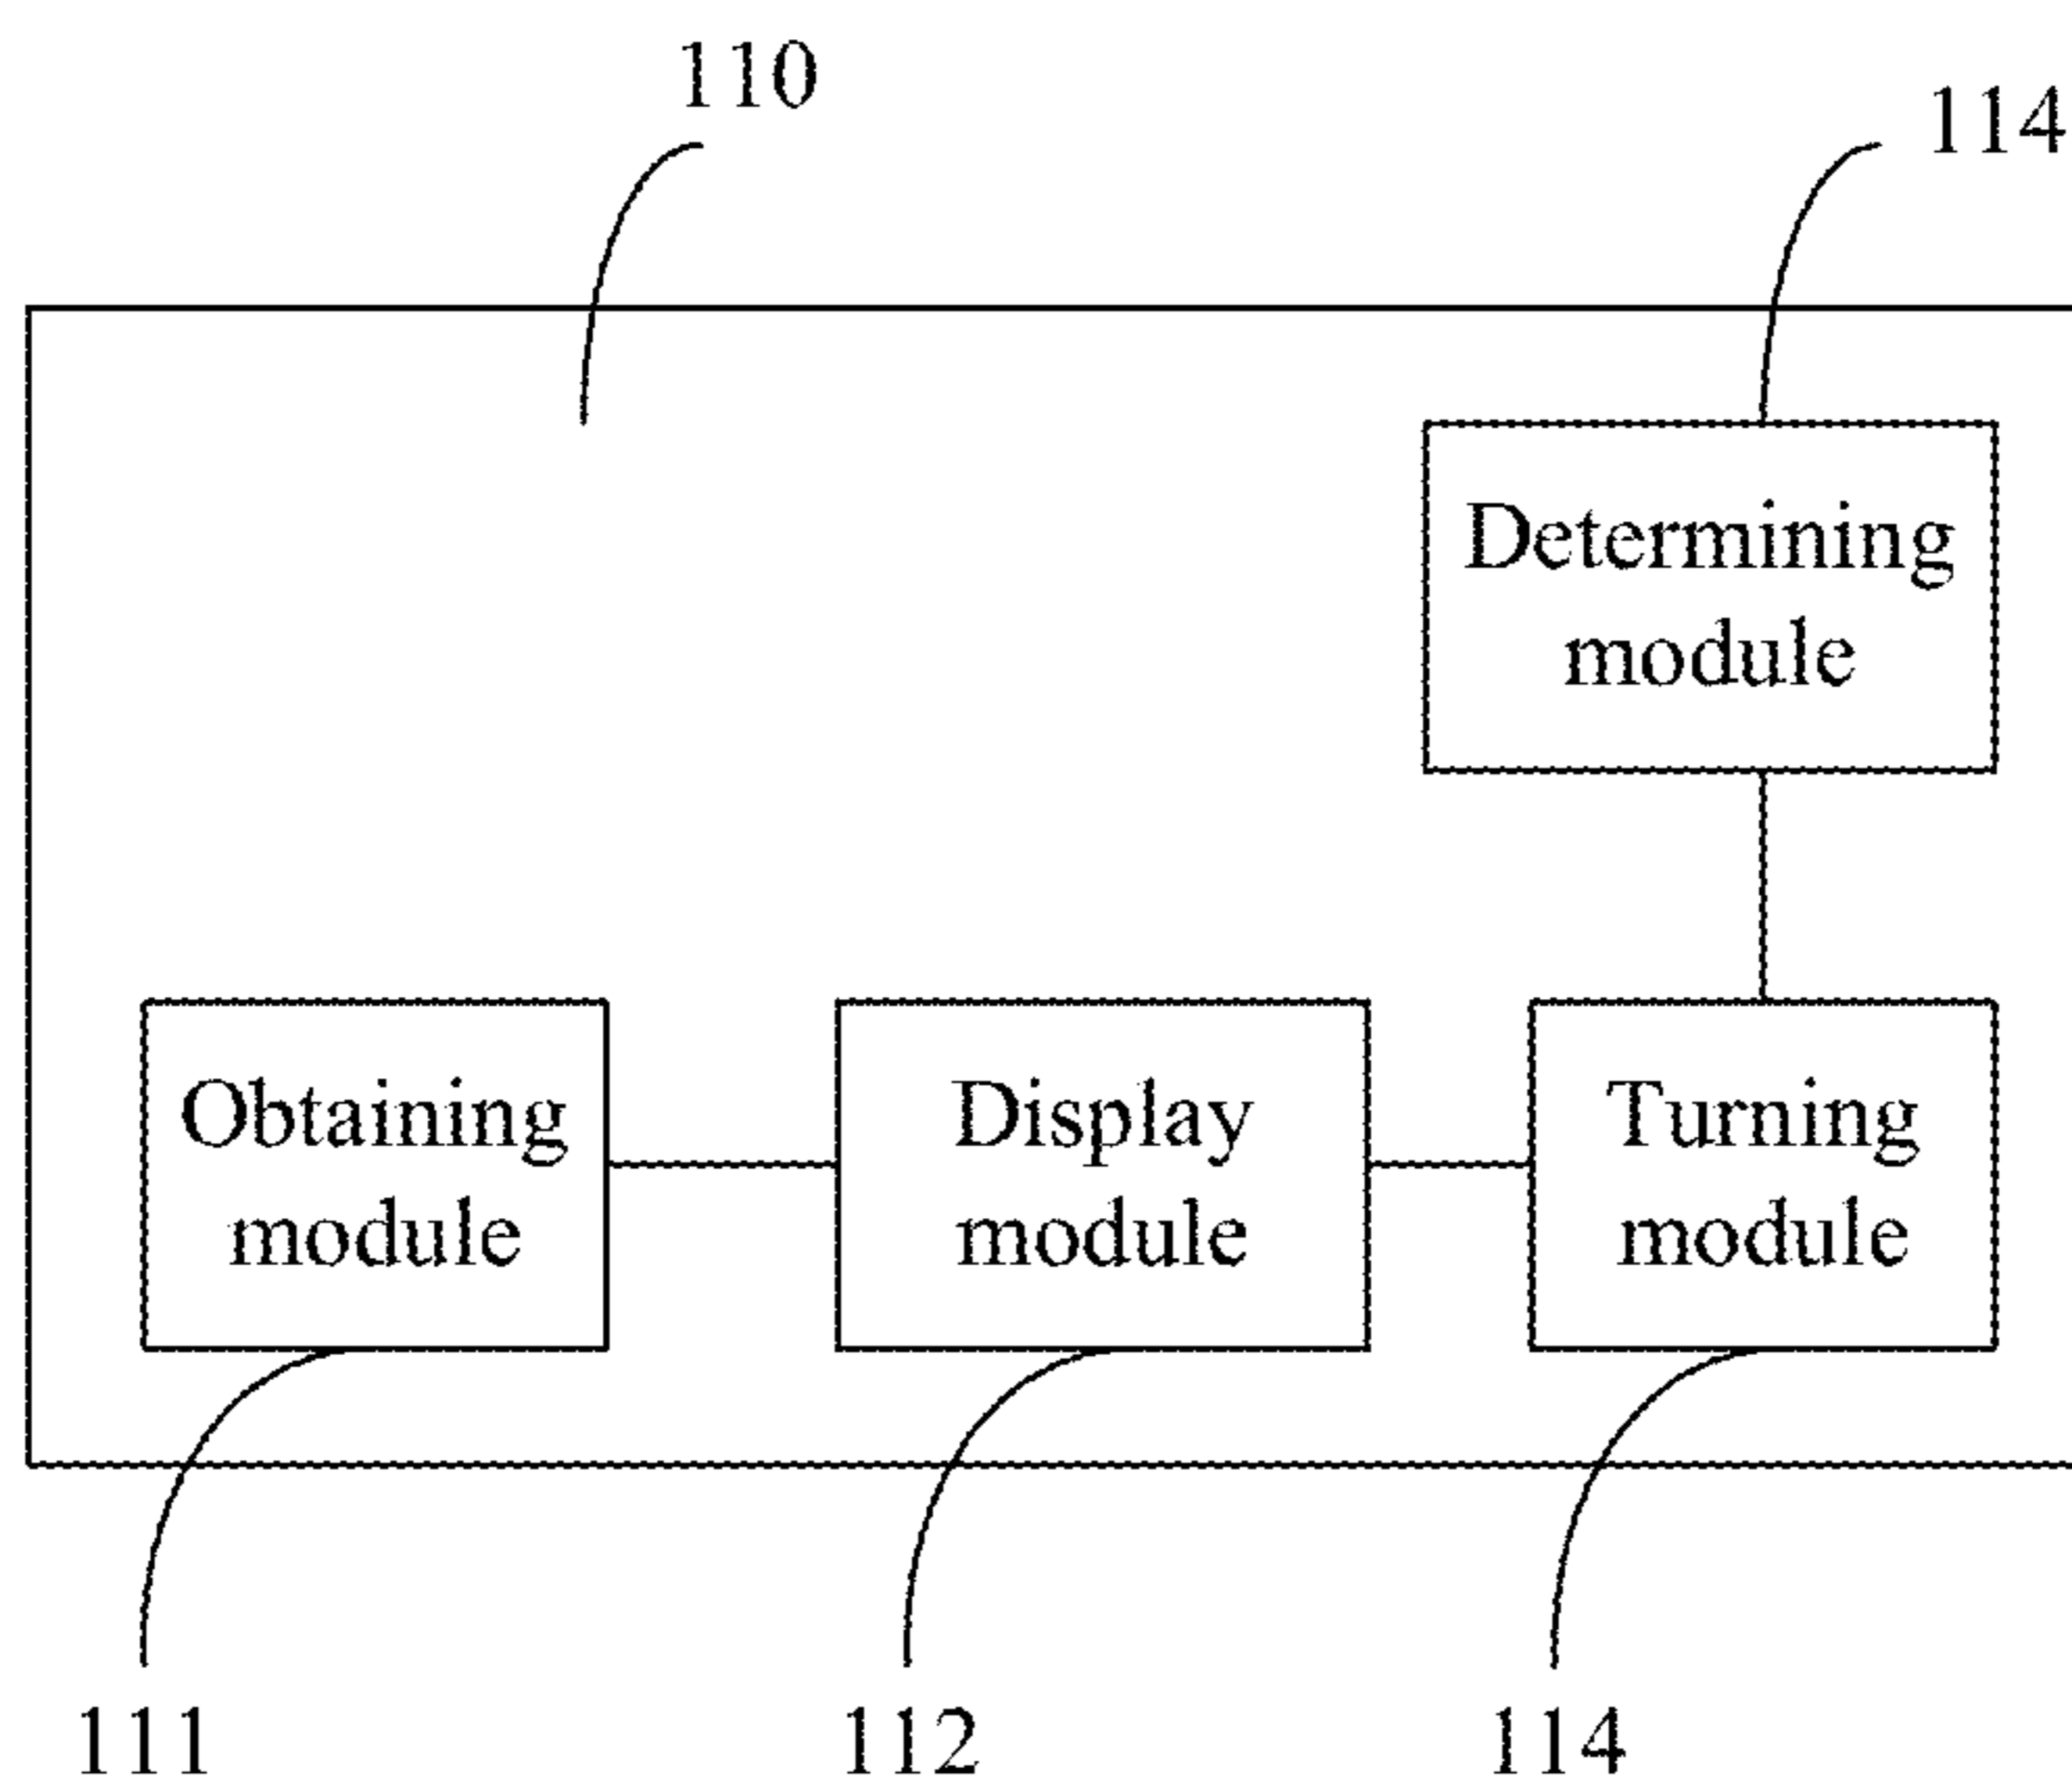 110
114
Determining
module
Obtaining
module
Display
module
Turning
module
111
112
114